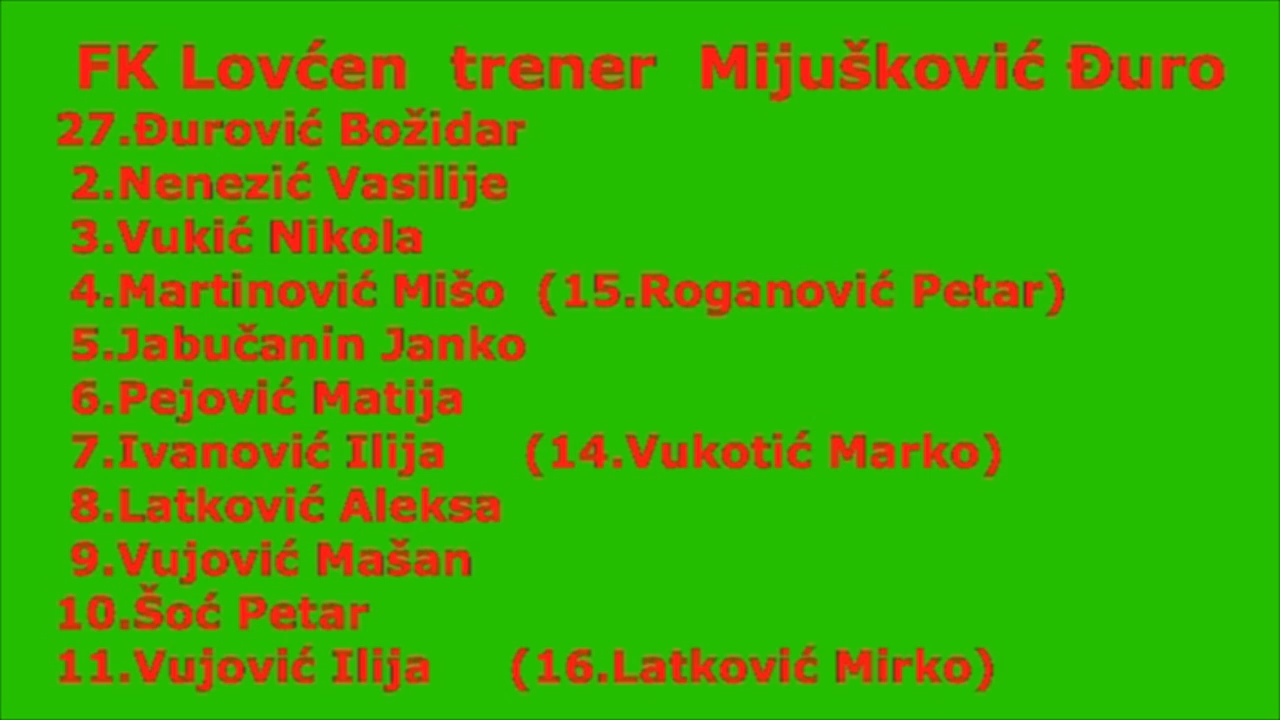 FK Lovćen trener Mijušković Đuro
27.Đurović Božidar
2.Nenezić Vasilije
3.Vukić Nikola
4.Martinović Mišo (15.Roganović Petar)
5.Jabučanin Janko
6.Pejović Matija
7.Ivanović Ilija (14.Vukotić Marko)
8.Latković Aleksa
9.Vujović Mašan
10.Šoć Petar
11.Vujović Ilija (16.Latković Mirko)